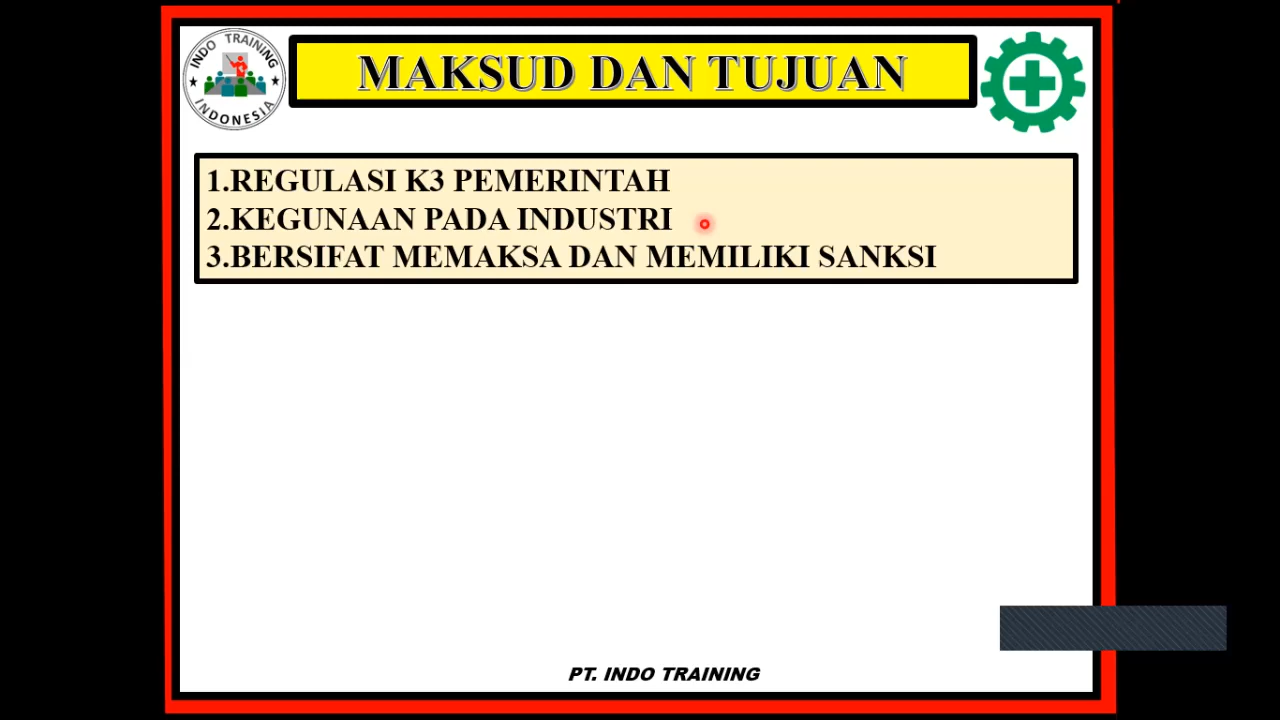 INDO TRAINING
INDONESIA
MAKSUD DAN TUJUAN
1.REGULASI K3 PEMERINTAH
2.KEGUNAAN PADA INDUSTRI
3.BERSIFAT MEMAKSA DAN MEMILIKI SANKSI
PT. INDO TRAINING